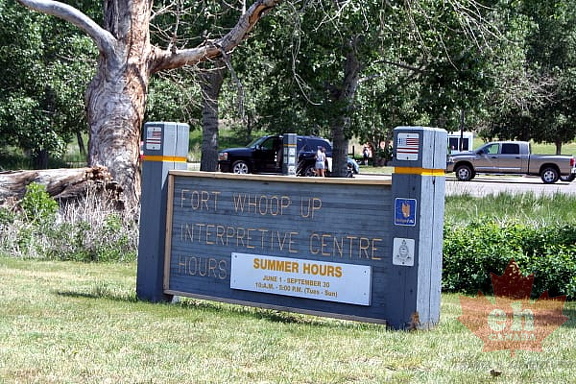 FORT WHOOP UP
INTERPRETIVE CENTRE
HOURS
SUMMER HOURS
JUNE 1 - SEPTEMBER 30
10:A.M. - 5:00 P.M. (Tues - Sun)